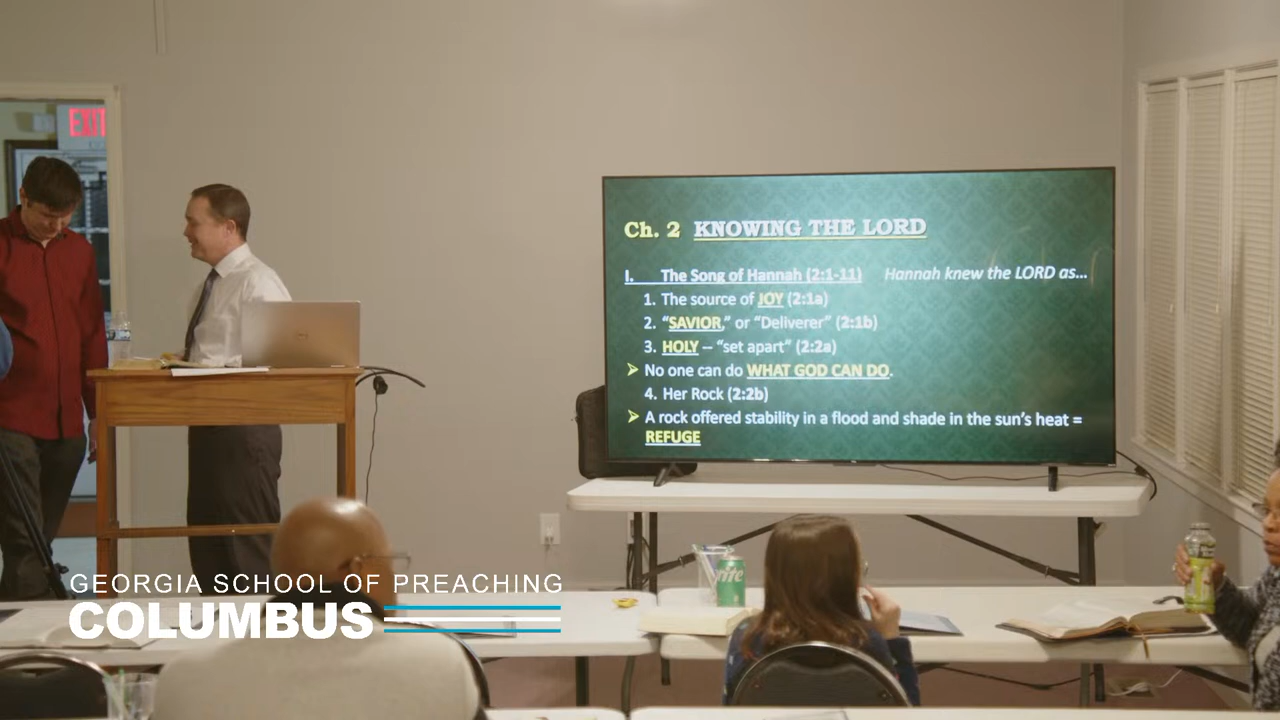 EXIT
Ch. 2 KNOWING THE LORD
I. The Song of Hannah (2:1-11) Hannah knew the LORD as...
1. The source of JOY (2:1a)
2. “SAVIOR,” or “Deliverer” (2:1b)
3. HOLY -- “set apart” (2:2a)
➢ No one can do WHAT GOD CAN DO.
4. Her Rock (2:2b)
➢ A rock offered stability in a flood and shade in the sun’s heat =
REFUGE
rite
GEORGIA SCHOOL OF PREACHING
COLUMBUS